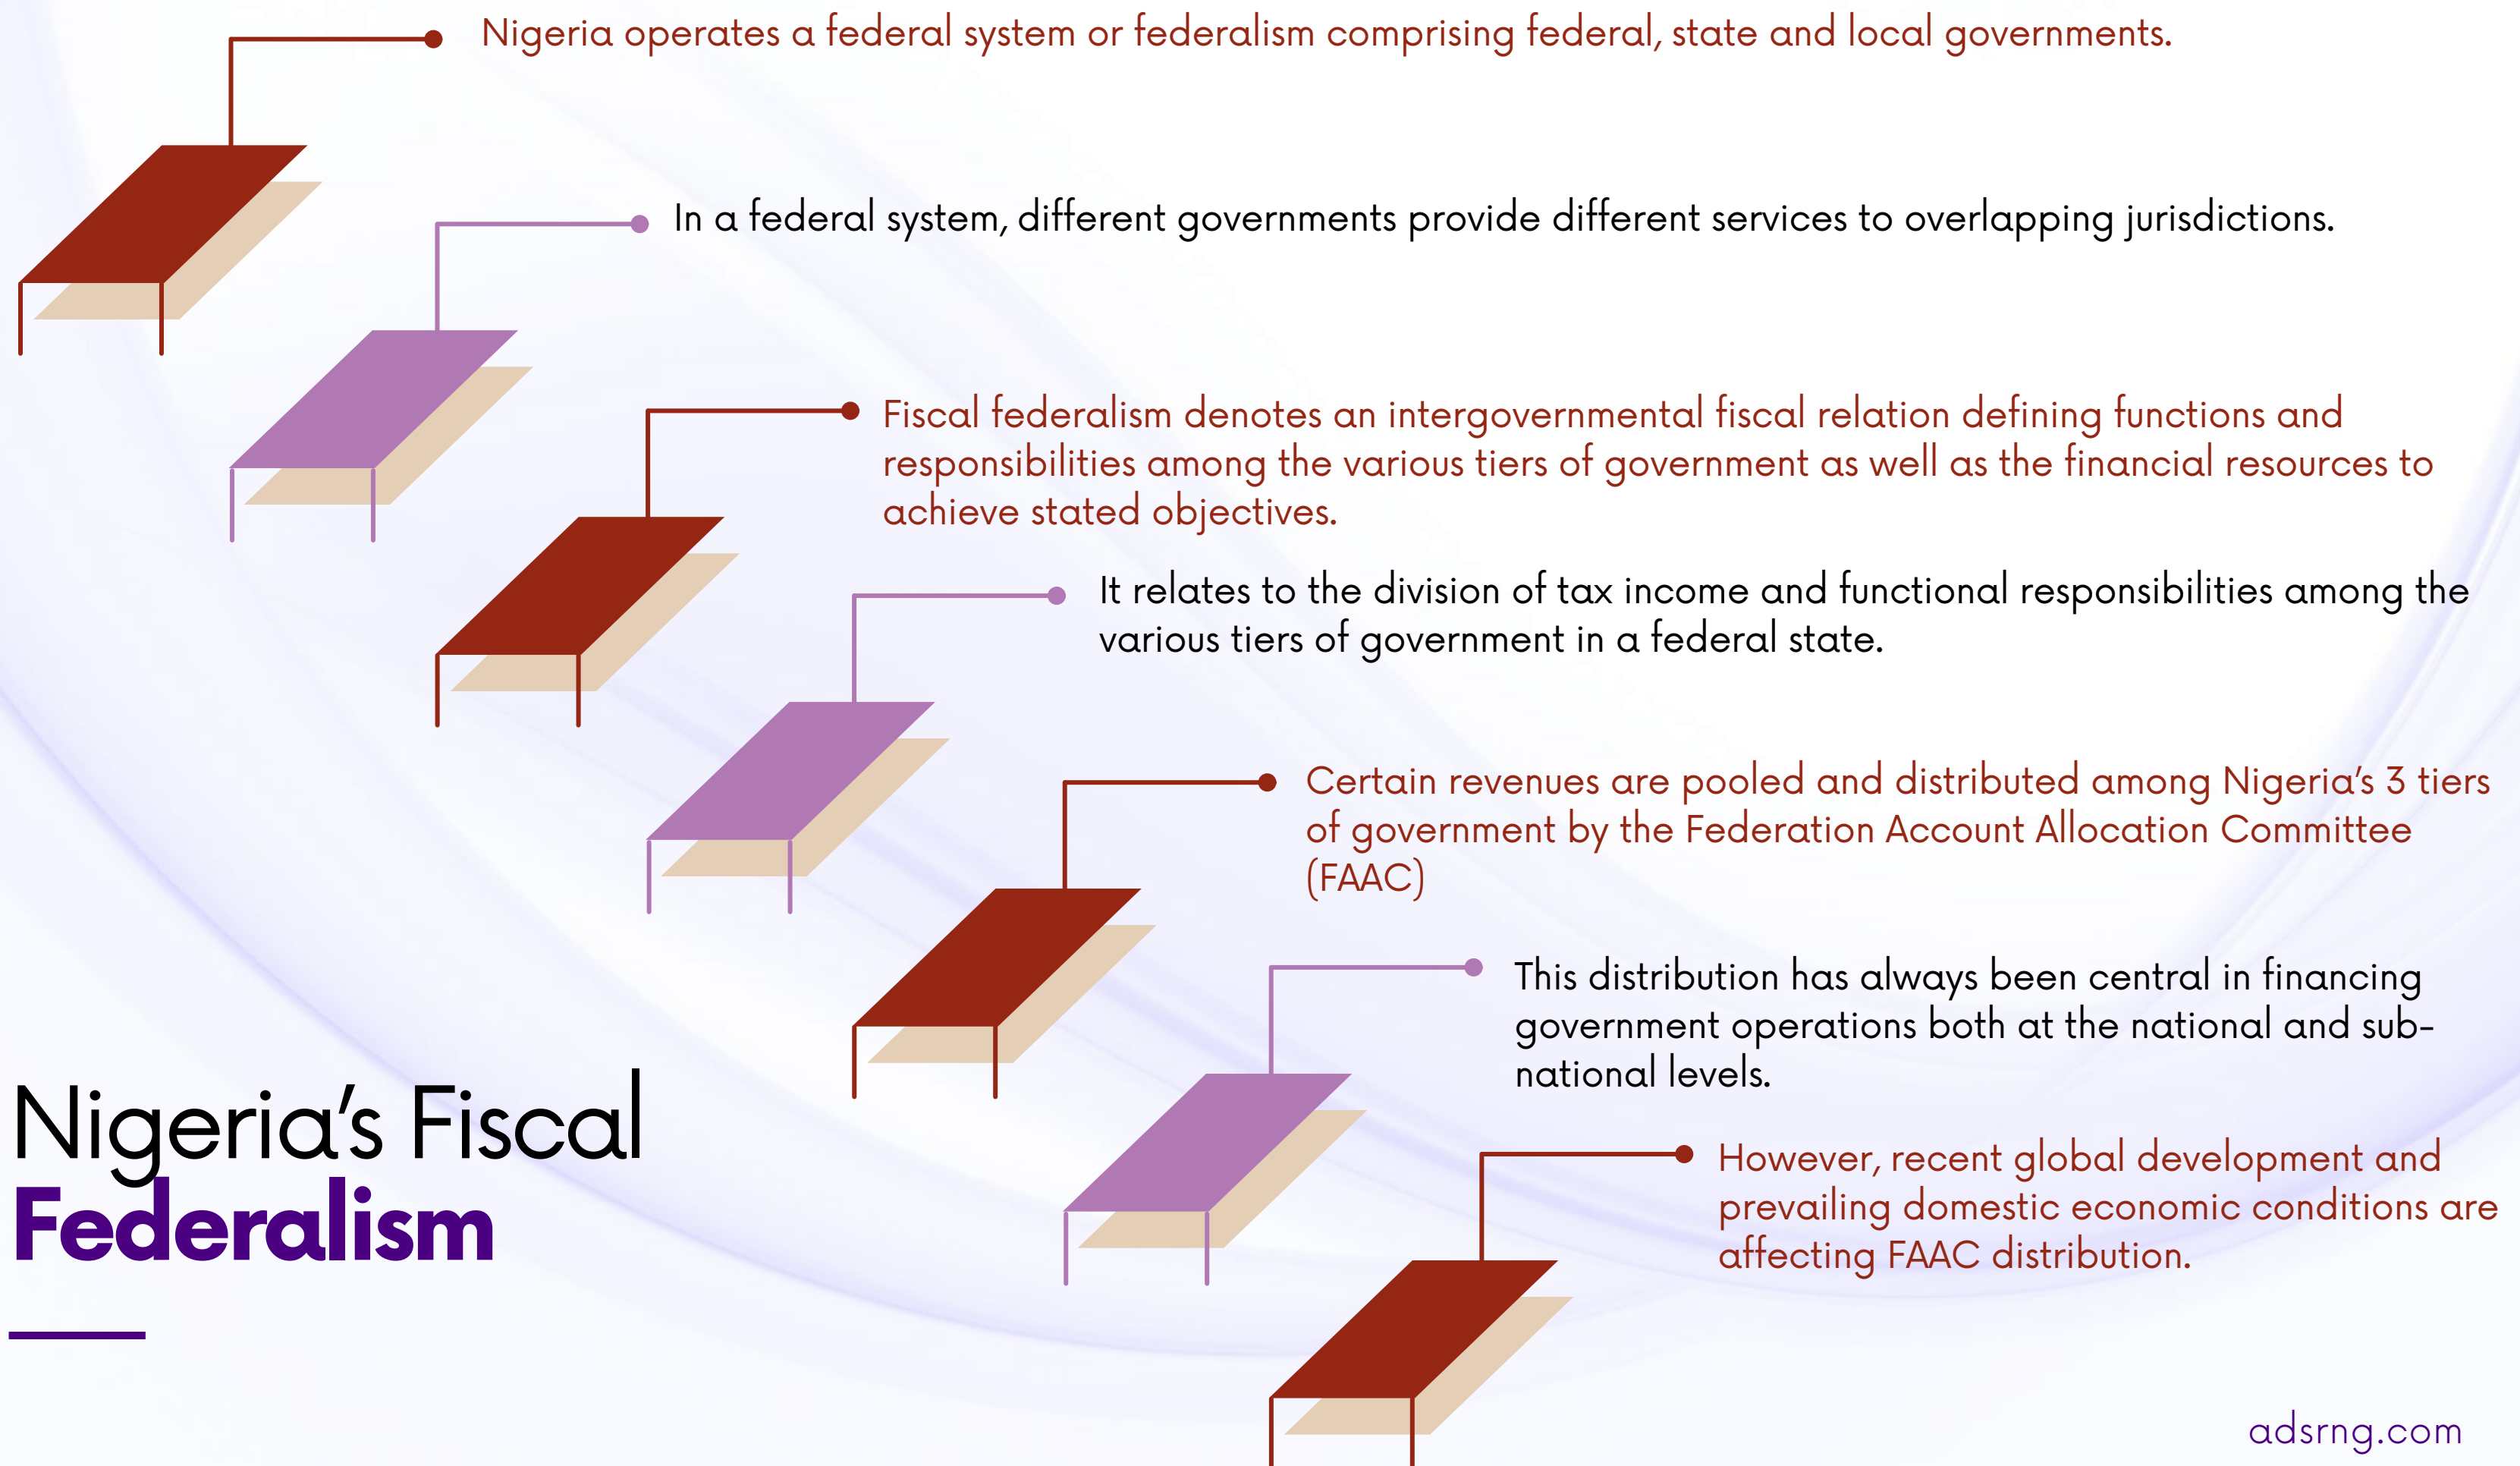 Nigeria operates a federal system or federalism comprising federal, state and local governments.
In a federal system, different governments provide different services to overlapping jurisdictions.
Fiscal federalism denotes an intergovernmental fiscal relation defining functions and
responsibilities among the various tiers of government as well as the financial resources to
achieve stated objectives.
It relates to the division of tax income and functional responsibilities among the
various tiers of government in a federal state.
Certain revenues are pooled and distributed among Nigeria’s 3 tiers
of government by the Federation Account Allocation Committee
(FAAC)
This distribution has always been central in financing
government operations both at the national and sub-
national levels.
However, recent global development and
prevailing domestic economic conditions are
affecting FAAC distribution.
Nigeria’s Fiscal
Federalism
adsrng.com